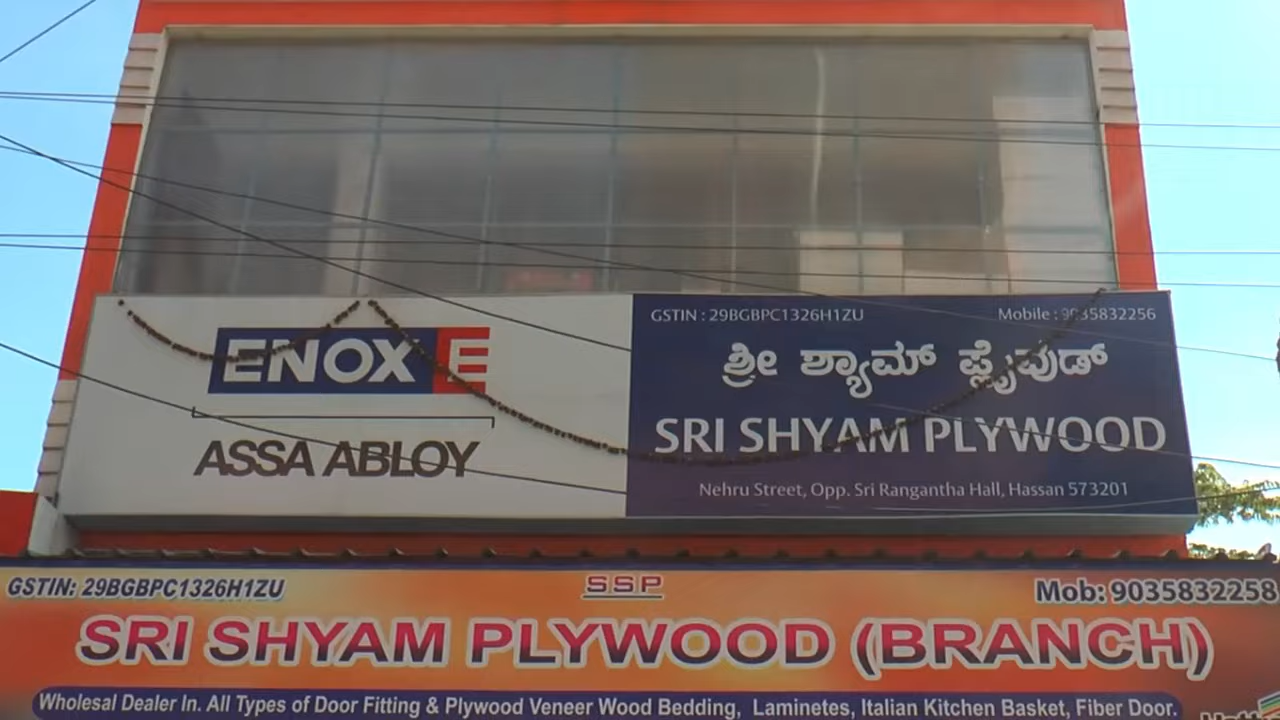 ENOX E
ASSA ABLOY
GSTIN : 29BGBPC1326H1ZU Mobile : 9035832256
ಶ್ರೀ ಶ್ಯಾಮ್ ಪ್ಲೈವುಡ್
SRI SHYAM PLYWOOD
Nehru Street, Opp. Sri Rangantha Hall, Hassan 573201
GSTIN: 29BGBPC1326H1ZU SSP Mob: 9035832258
SRI SHYAM PLYWOOD (BRANCH)
Wholesal Dealer In. All Types of Door Fitting & Plywood Veneer Wood Bedding, Laminetes, Italian Kitchen Basket, Fiber Door.